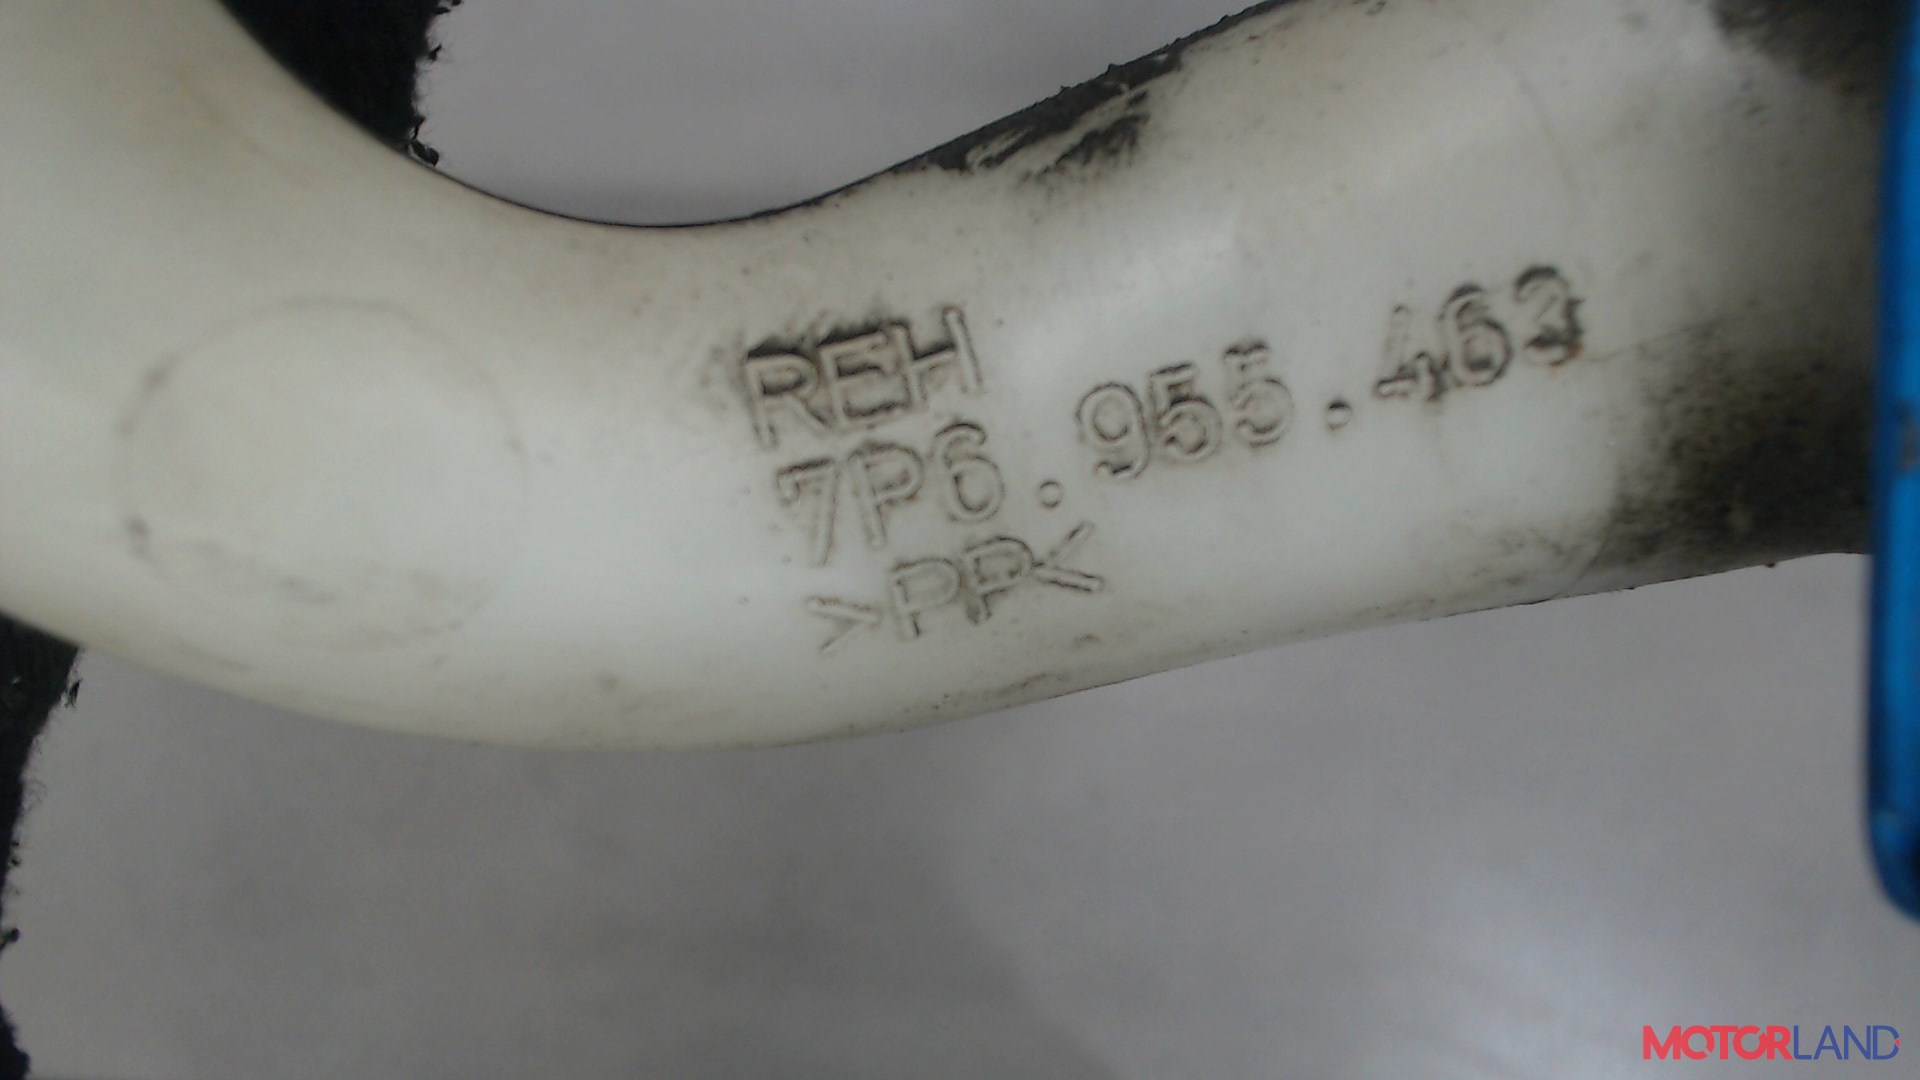 REH
7P6.955.463
>PP<
MOTORLAND